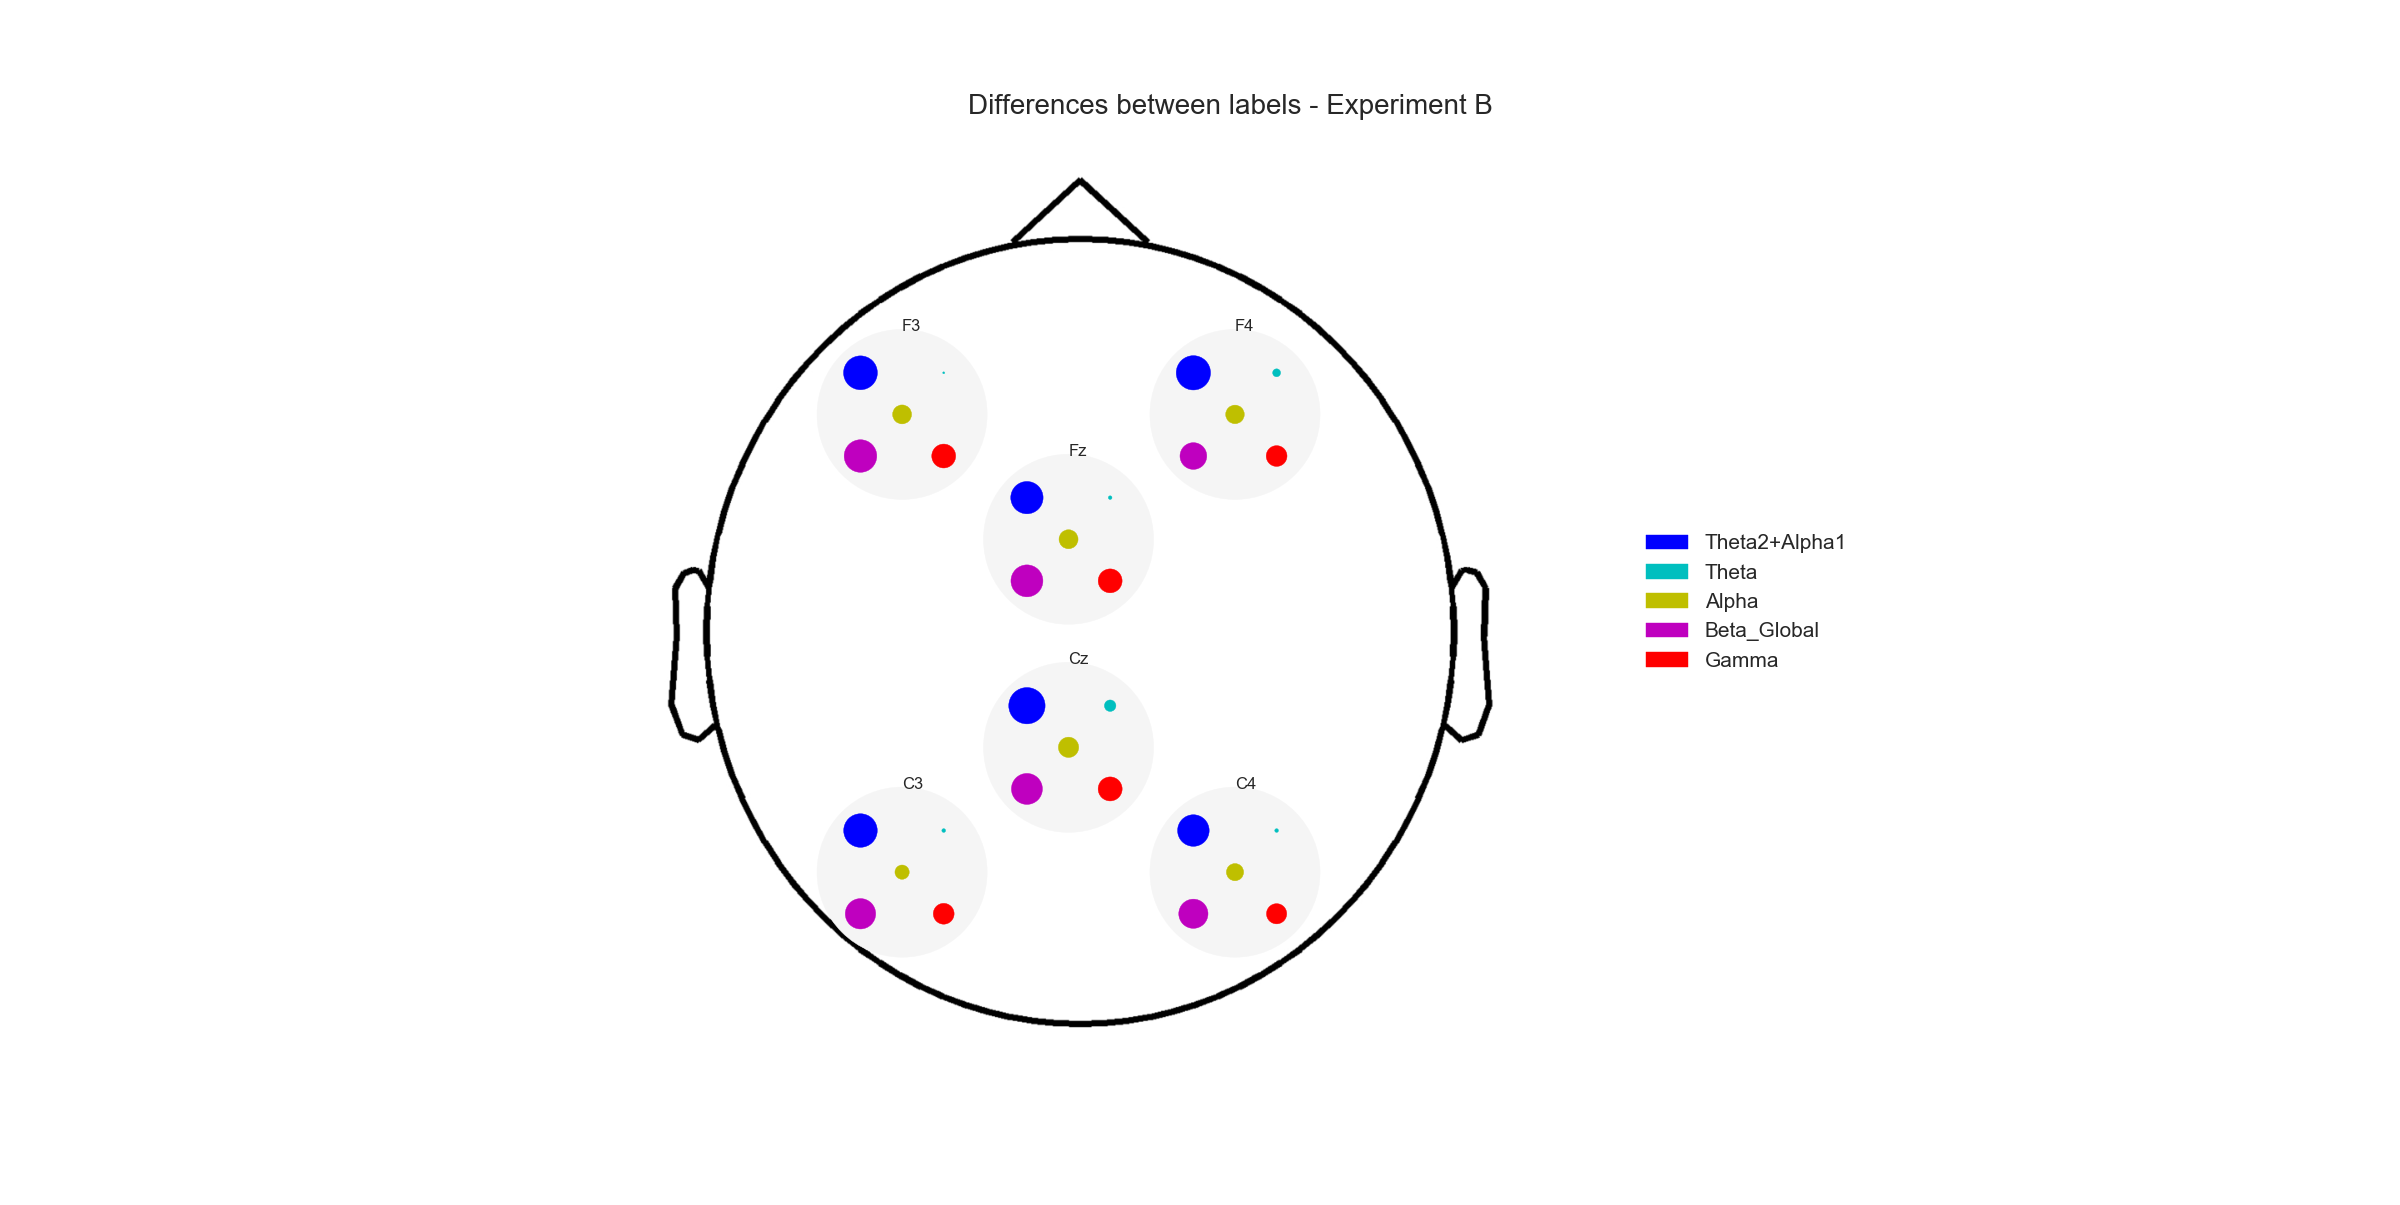 Differences between labels - Experiment B
F3
F4
Fz
Cz
C3
C4
Theta2+Alpha1
Theta
Alpha
Beta_Global
Gamma